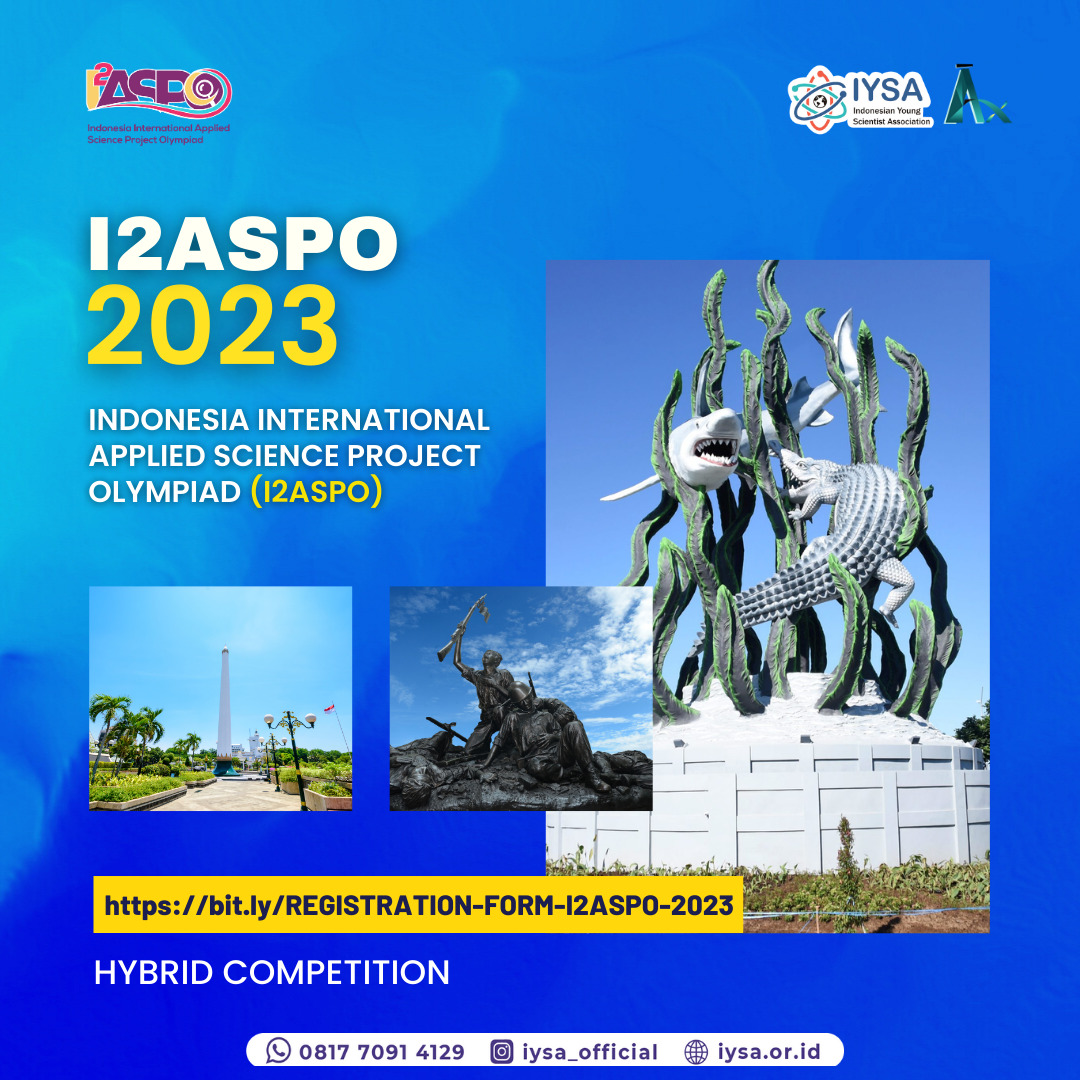 I²ASPO
Indonesia International Applied
Science Project Olympiad
IYSA
Indonesian Young
Scientist Association
I2ASPO
2023
INDONESIA INTERNATIONAL
APPLIED SCIENCE PROJECT
OLYMPIAD (I2ASPO)
https://bit.ly/REGISTRATION-FORM-I2ASPO-2023
HYBRID COMPETITION
0817 7091 4129
iysa_official
iysa.or.id